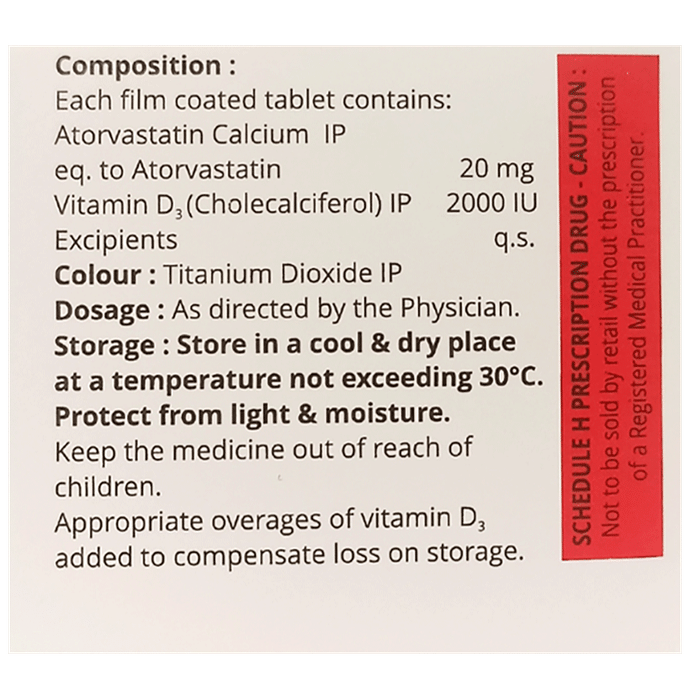 Composition :
Each film coated tablet contains:
Atorvastatin Calcium IP
eq. to Atorvastatin 20 mg
Vitamin D₃ (Cholecalciferol) IP 2000 IU
Excipients q.s.
Colour : Titanium Dioxide IP
Dosage : As directed by the Physician.
Storage : Store in a cool & dry place
at a temperature not exceeding 30°C.
Protect from light & moisture.
Keep the medicine out of reach of
children.
Appropriate overages of vitamin D₃
added to compensate loss on storage.
SCHEDULE H PRESCRIPTION DRUG - CAUTION :
Not to be sold by retail without the prescription
of a Registered Medical Practitioner.